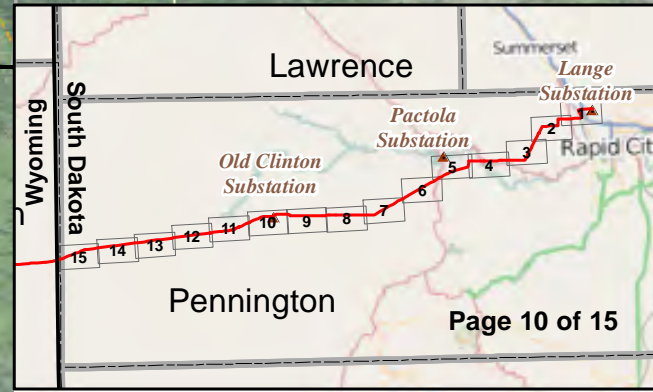 Summerset
Lawrence
Lange
Substation
Wyoming
South Dakota
Pactola
Substation
Rapid Cit
Old Clinton
Substation
1
2
3
4
5
6
7
8
9
10
11
12
13
14
15
Pennington
Page 10 of 15